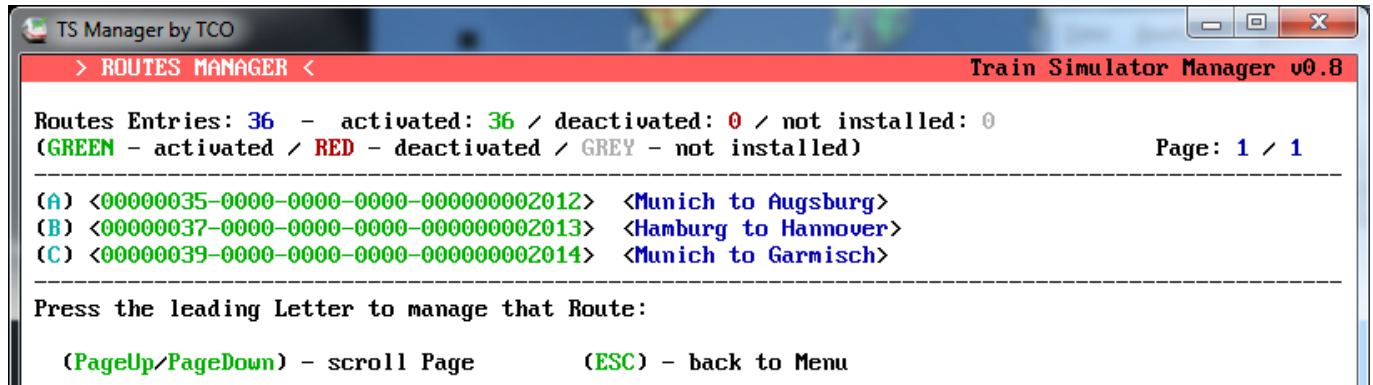 TS Manager by TCO
> ROUTES MANAGER < Train Simulator Manager v0.8
Routes Entries: 36 - activated: 36 / deactivated: 0 / not installed: 0
(GREEN - activated / RED - deactivated / GREY - not installed) Page: 1 / 1
(A) <00000035-0000-0000-0000-000000002012> <Munich to Augsburg>
(B) <00000037-0000-0000-0000-000000002013> <Hamburg to Hannover>
(C) <00000039-0000-0000-0000-000000002014> <Munich to Garmisch>
Press the leading Letter to manage that Route:
(PageUp/PageDown) - scroll Page (ESC) - back to Menu